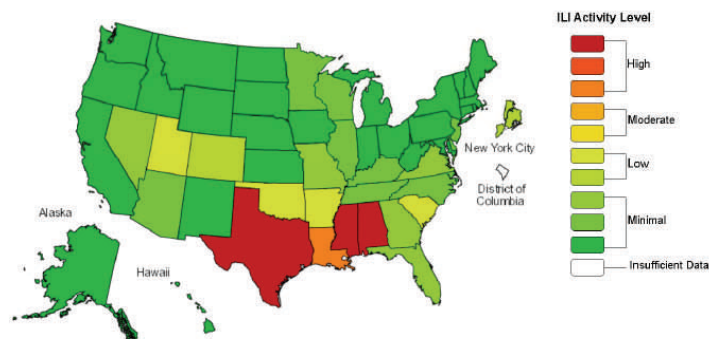 ILI Activity Level
High
Moderate
Low
Minimal
Insufficient Data
New York City
District of
Columbia
Alaska
Hawaii